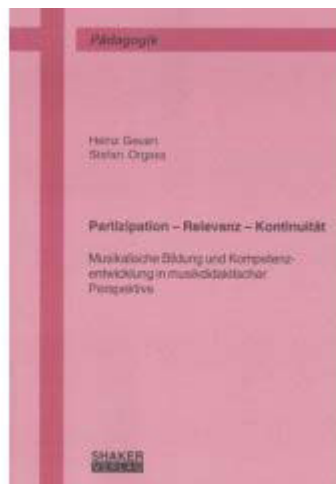 Pädagogik
Heinz Geuen
Stefan Orgass
Partizipation – Relevanz – Kontinuität
Musikalische Bildung und Kompetenz-
entwicklung in musikdidaktischer
Perspektive
SHAKER
VERLAG